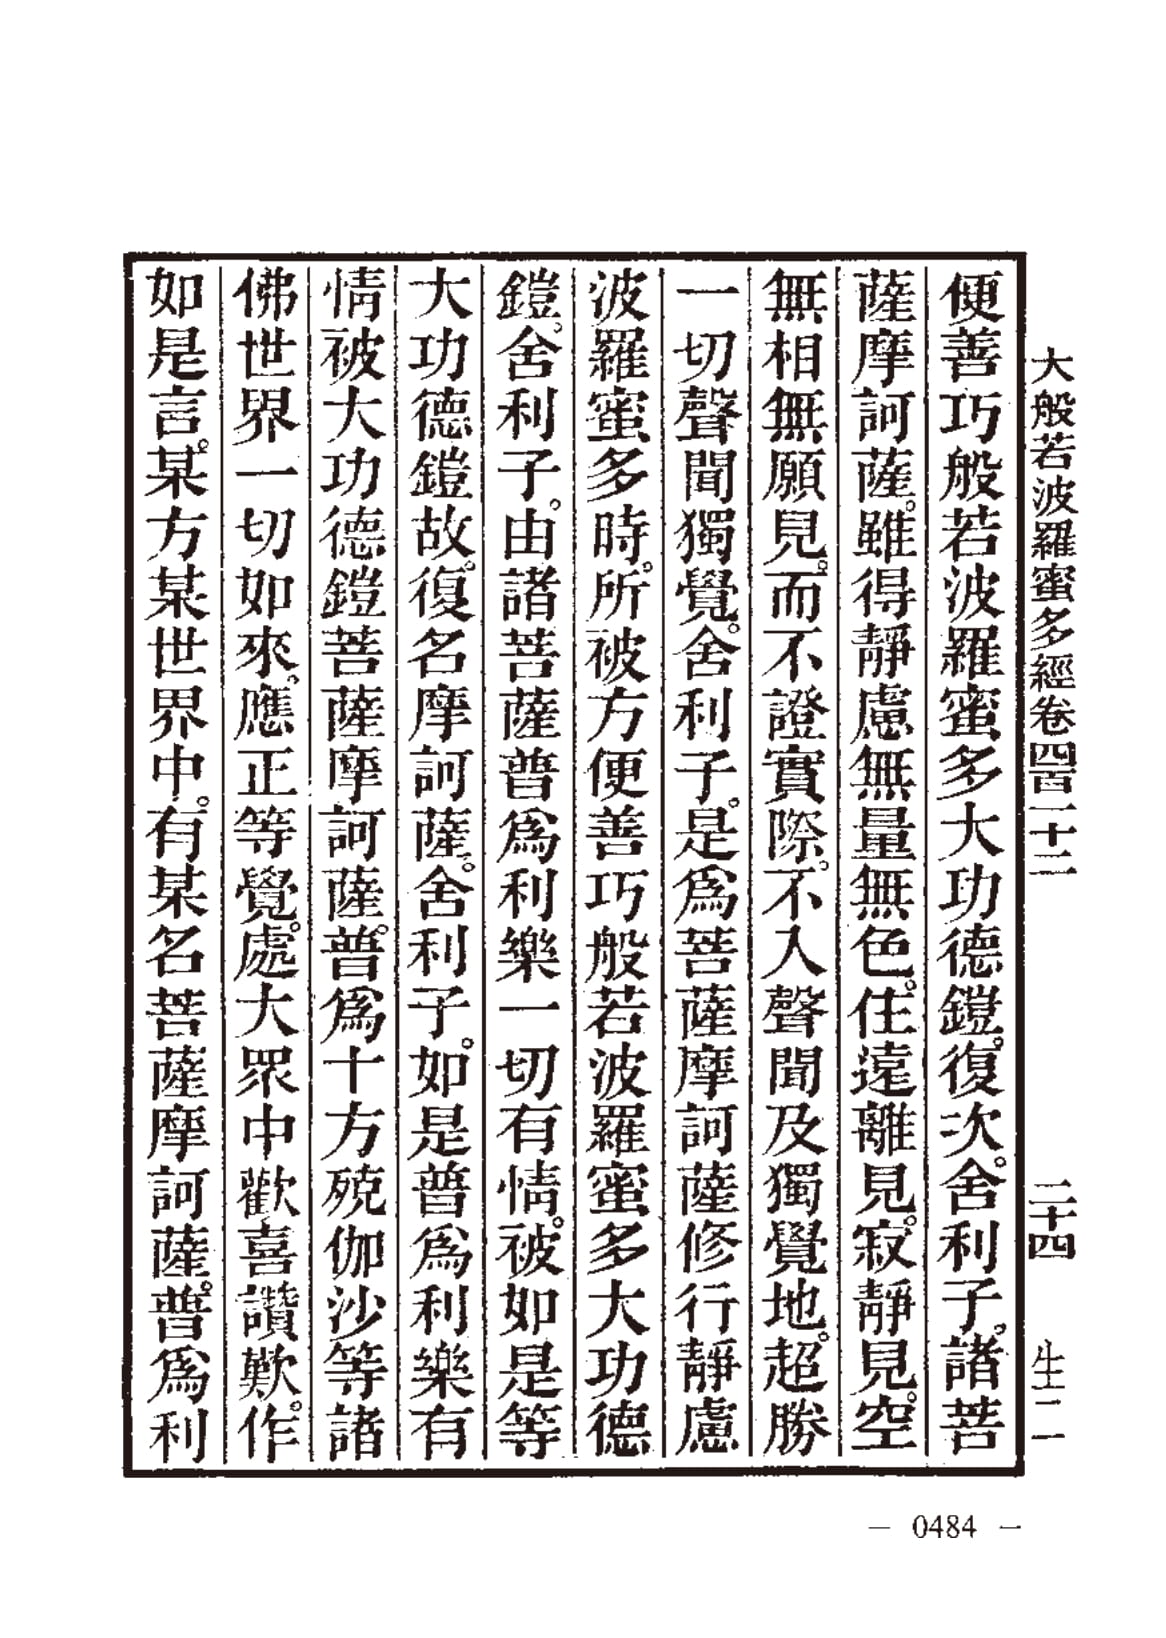 大般若波羅蜜多經卷四百一十二　二十四　生二
便善巧般若波羅蜜多大功德鎧。復次。舍利子。諸菩
薩摩訶薩。雖得靜慮無量無色。住遠離見。寂靜見。空
無相無願見。而不證實際。不入聲聞及獨覺地。超勝
一切聲聞獨覺。舍利子。是爲菩薩摩訶薩修行靜慮
波羅蜜多時。所被方便善巧般若波羅蜜多大功德
鎧。舍利子。由諸菩薩普爲利樂一切有情。被如是等
大功德鎧故。復名摩訶薩。舍利子。如是普爲利樂有
情被大功德鎧菩薩摩訶薩。普爲十方殑伽沙等諸
佛世界一切如來。應正等覺。處大眾中歡喜讚歎。作
如是言。某方某世界中。有某名菩薩摩訶薩。普爲利
— 0484 —